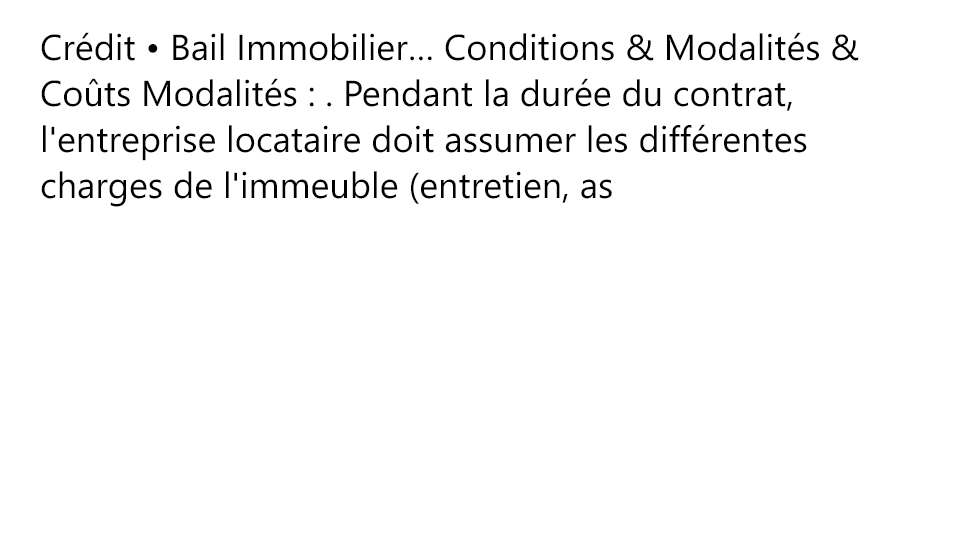 Crédit • Bail Immobilier… Conditions & Modalités &
Coûts Modalités : . Pendant la durée du contrat,
l'entreprise locataire doit assumer les différentes
charges de l'immeuble (entretien, as